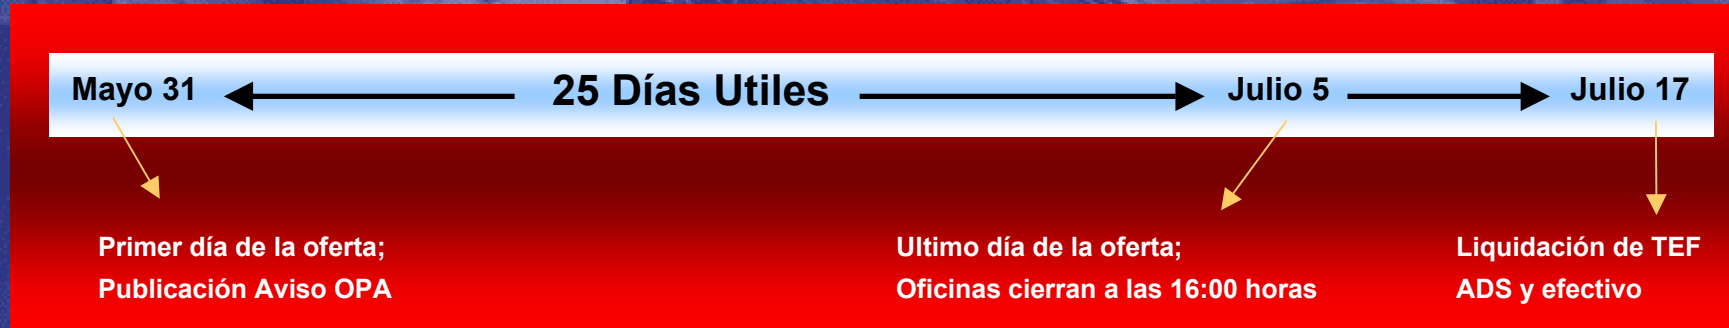 Mayo 31
25 Días Utiles
Julio 5
Julio 17
Primer día de la oferta;
Publicación Aviso OPA
Ultimo día de la oferta;
Oficinas cierran a las 16:00 horas
Liquidación de TEF
ADS y efectivo